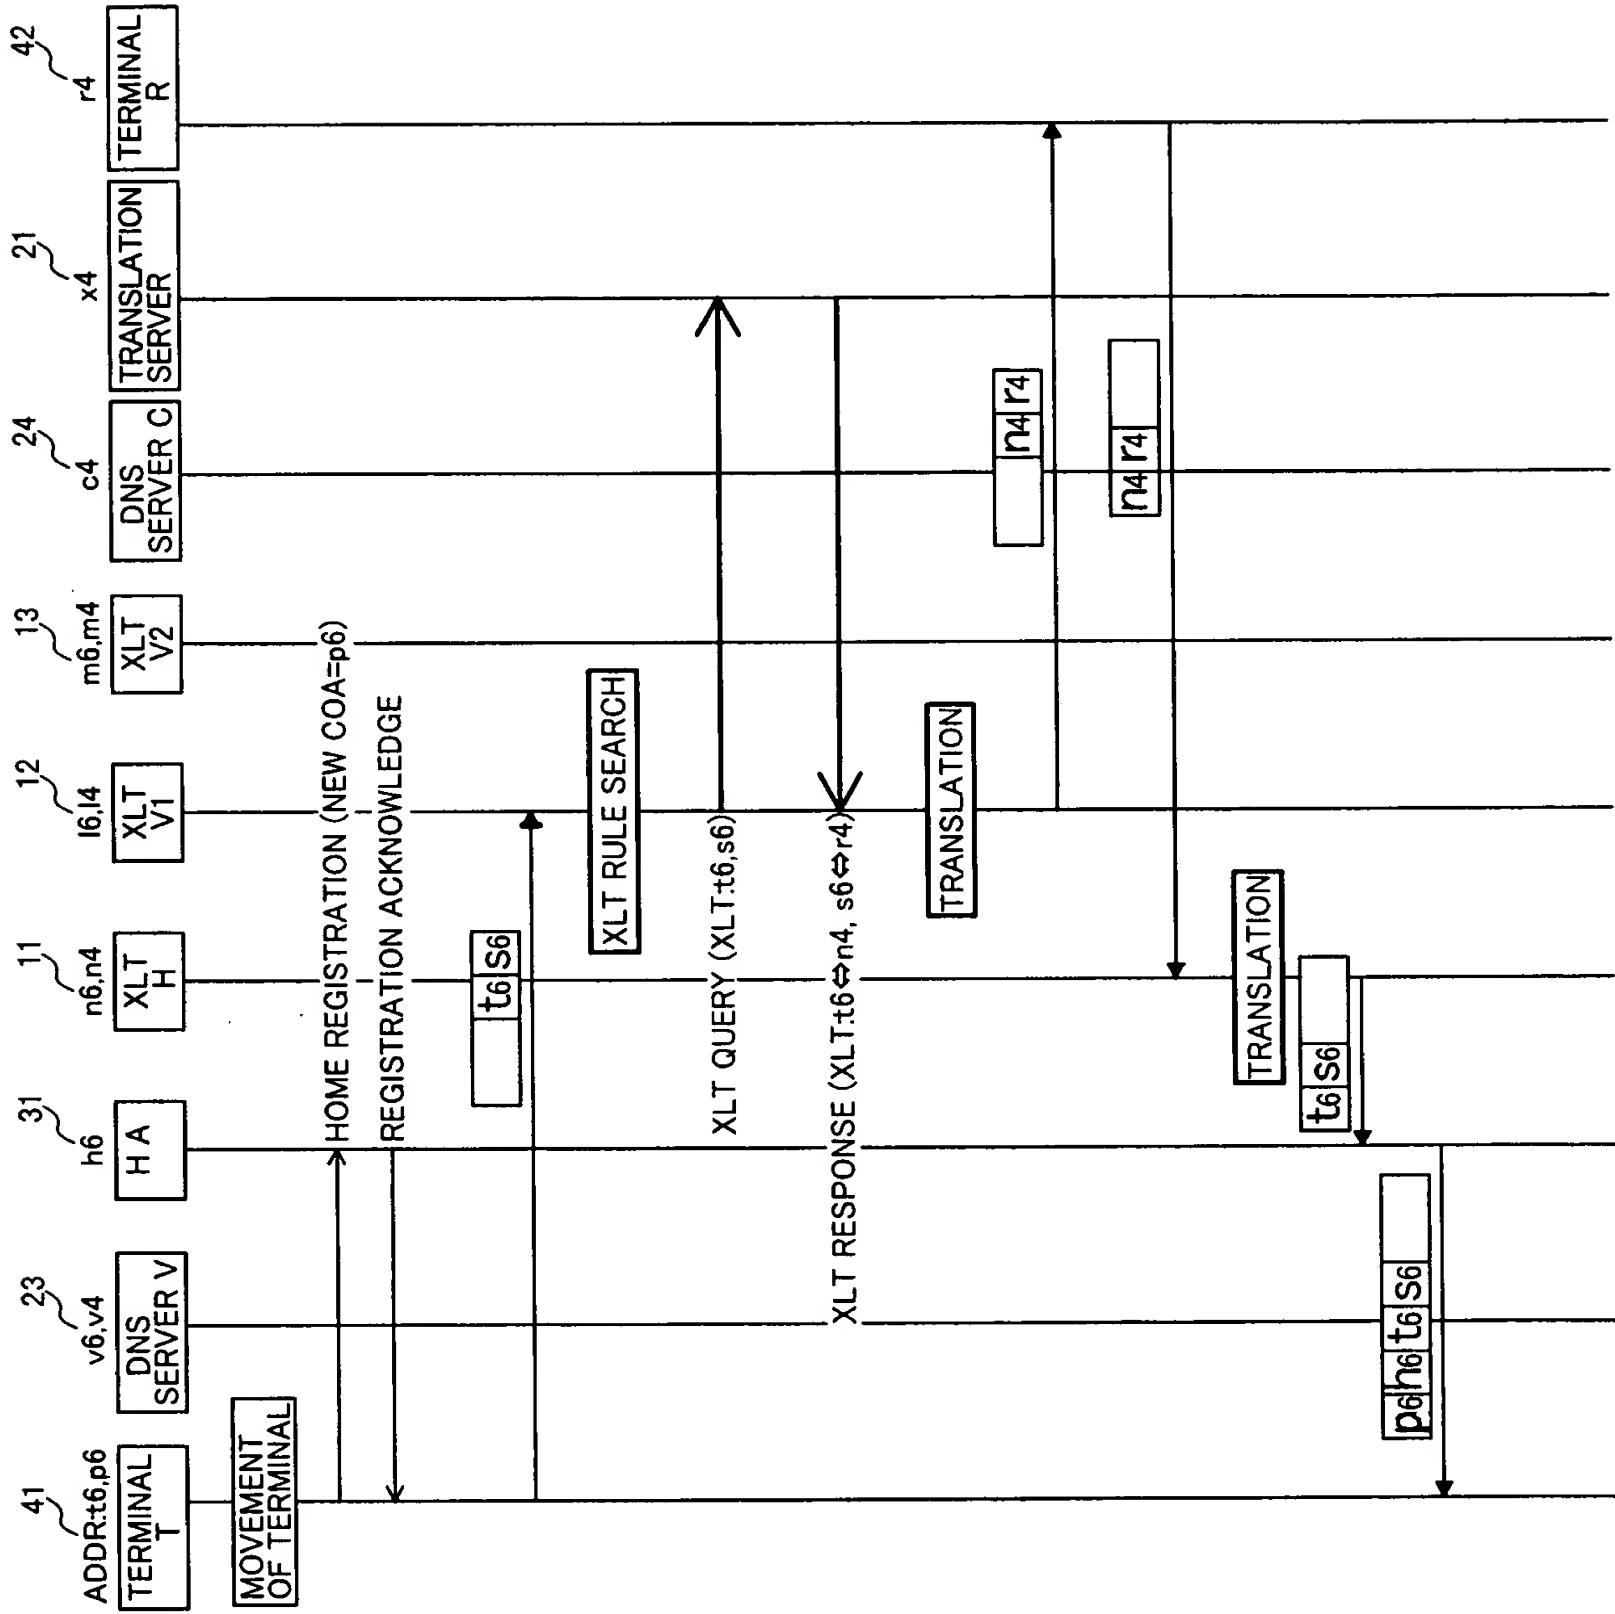 41
ADDR:t6,p6
TERMINAL
T
23
v6,v4
DNS
SERVER V
31
h6
H A
11
n6,n4
XLT
H
12
l6,l4
XLT
V1
13
m6,m4
XLT
V2
24
c4
DNS
SERVER C
21
x4
TRANSLATION
SERVER
42
r4
TERMINAL
R
MOVEMENT
OF TERMINAL
HOME REGISTRATION (NEW COA=p6)
REGISTRATION ACKNOWLEDGE
t6 s6
XLT RULE SEARCH
XLT QUERY (XLT:t6,s6)
XLT RESPONSE (XLT:t6⇔n4, s6⇔r4)
TRANSLATION
n4 r4
n4 r4
TRANSLATION
t6 s6
p6 h6 t6 s6